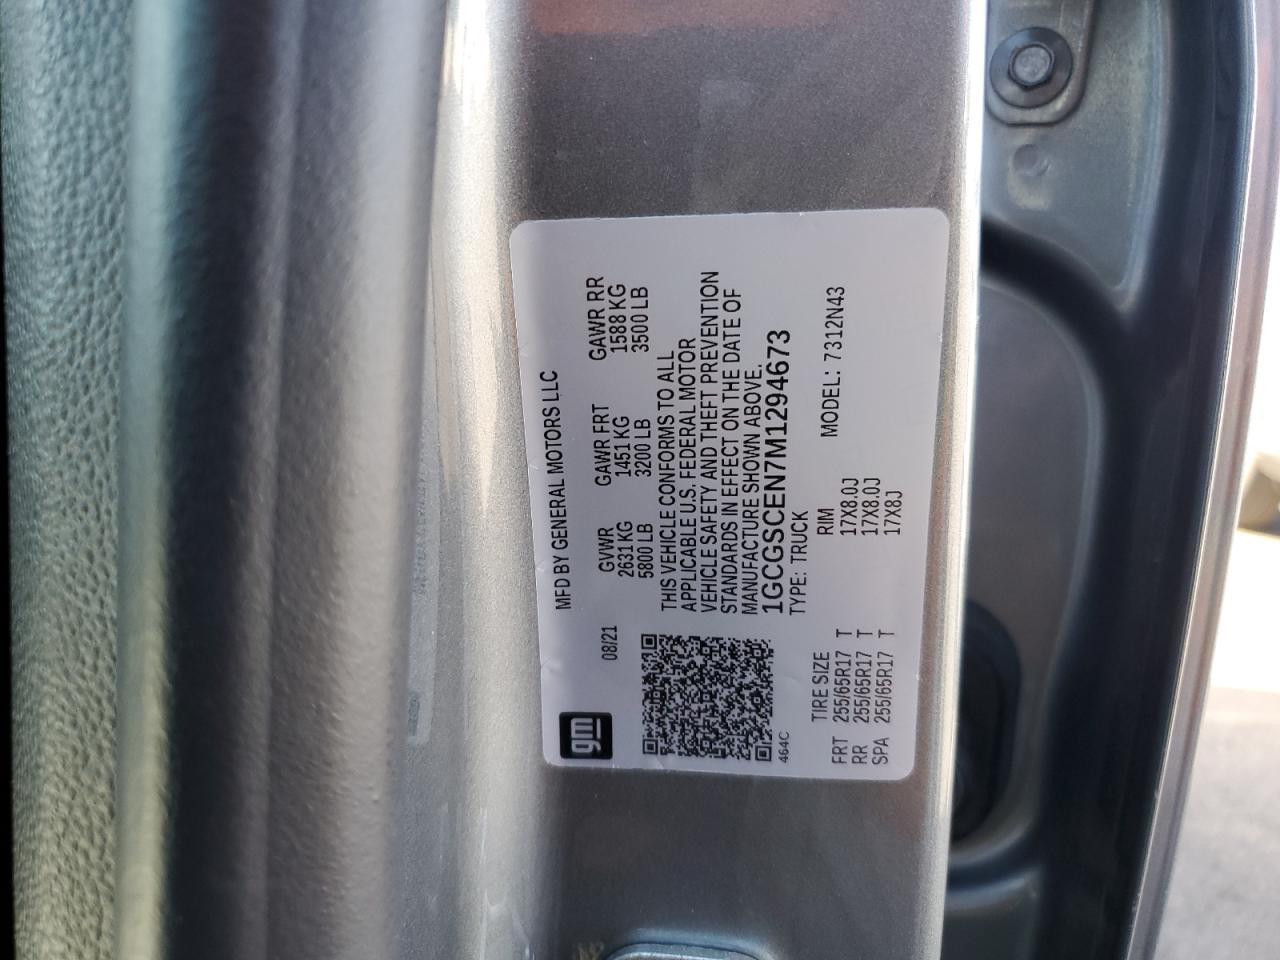 gm
08/21
MFD BY GENERAL MOTORS LLC
GVWR GAWR FRT GAWR RR
2631 KG 1451 KG 1588 KG
5800 LB 3200 LB 3500 LB
THIS VEHICLE CONFORMS TO ALL
APPLICABLE U.S. FEDERAL MOTOR
VEHICLE SAFETY AND THEFT PREVENTION
STANDARDS IN EFFECT ON THE DATE OF
MANUFACTURE SHOWN ABOVE.
1GCGSCEN7M1294673
464C
TYPE: TRUCK MODEL: 7312N43
TIRE SIZE RIM
FRT 255/65R17 T 17X8.0J
RR 255/65R17 T 17X8.0J
SPA 255/65R17 T 17X8J